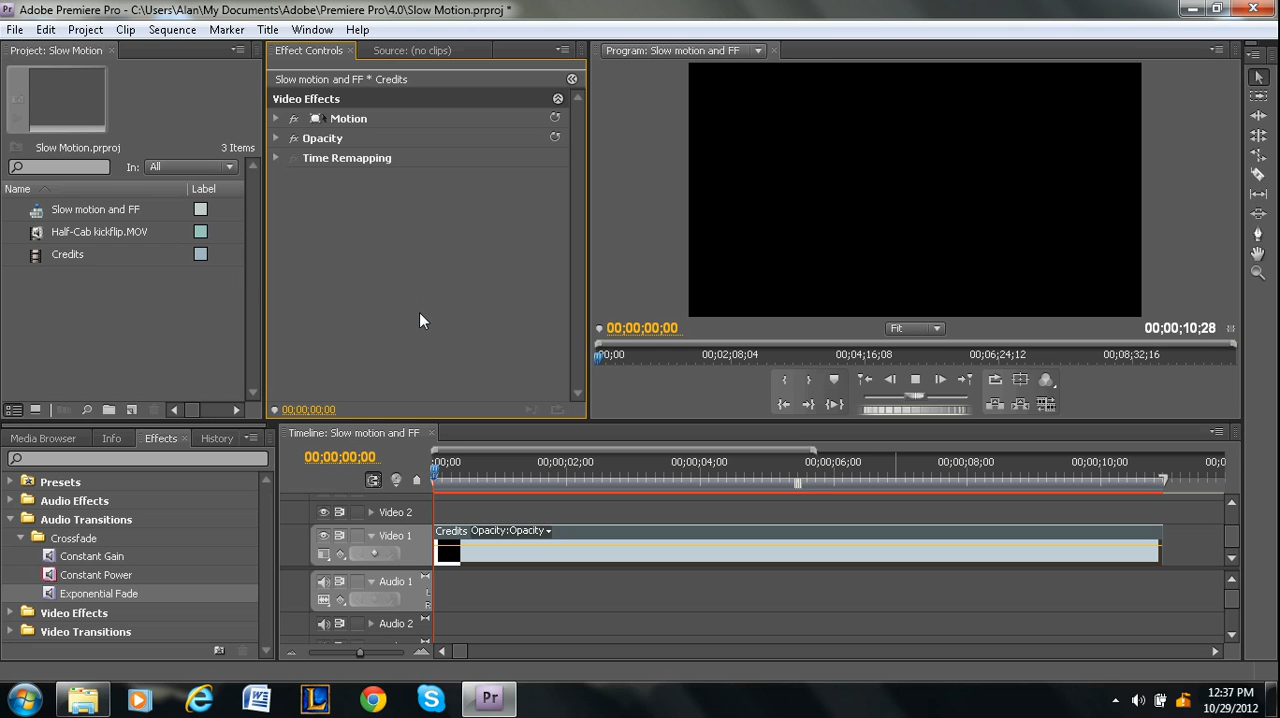 Adobe Premiere Pro - C:\Users\Alan\My Documents\Adobe\Premiere Pro\4.0\Slow Motion.prproj *
File Edit Project Clip Sequence Marker Title Window Help
Project: Slow Motion
Slow Motion.prproj
3 Items
In: All
Name Label
Slow motion and FF
Half-Cab kickflip.MOV
Credits
Effect Controls Source: (no clips)
Slow motion and FF * Credits
Video Effects
fx Motion
fx Opacity
fx Time Remapping
00;00;00;00
Program: Slow motion and FF
00;00;00;00 Fit 00;00;10;28
00;00 00;02;08;04 00;04;16;08 00;06;24;12 00;08;32;16
Media Browser Info Effects History
Presets
Audio Effects
Audio Transitions
Crossfade
Constant Gain
Constant Power
Exponential Fade
Video Effects
Video Transitions
Timeline: Slow motion and FF
00;00;00;00
;00;00 00;00;02;00 00;00;04;00 00;00;06;00 00;00;08;00 00;00;10;00 00;0
Video 2
Video 1
Credits Opacity:Opacity
Audio 1
L
R
Audio 2
Pr
12:37 PM
10/29/2012